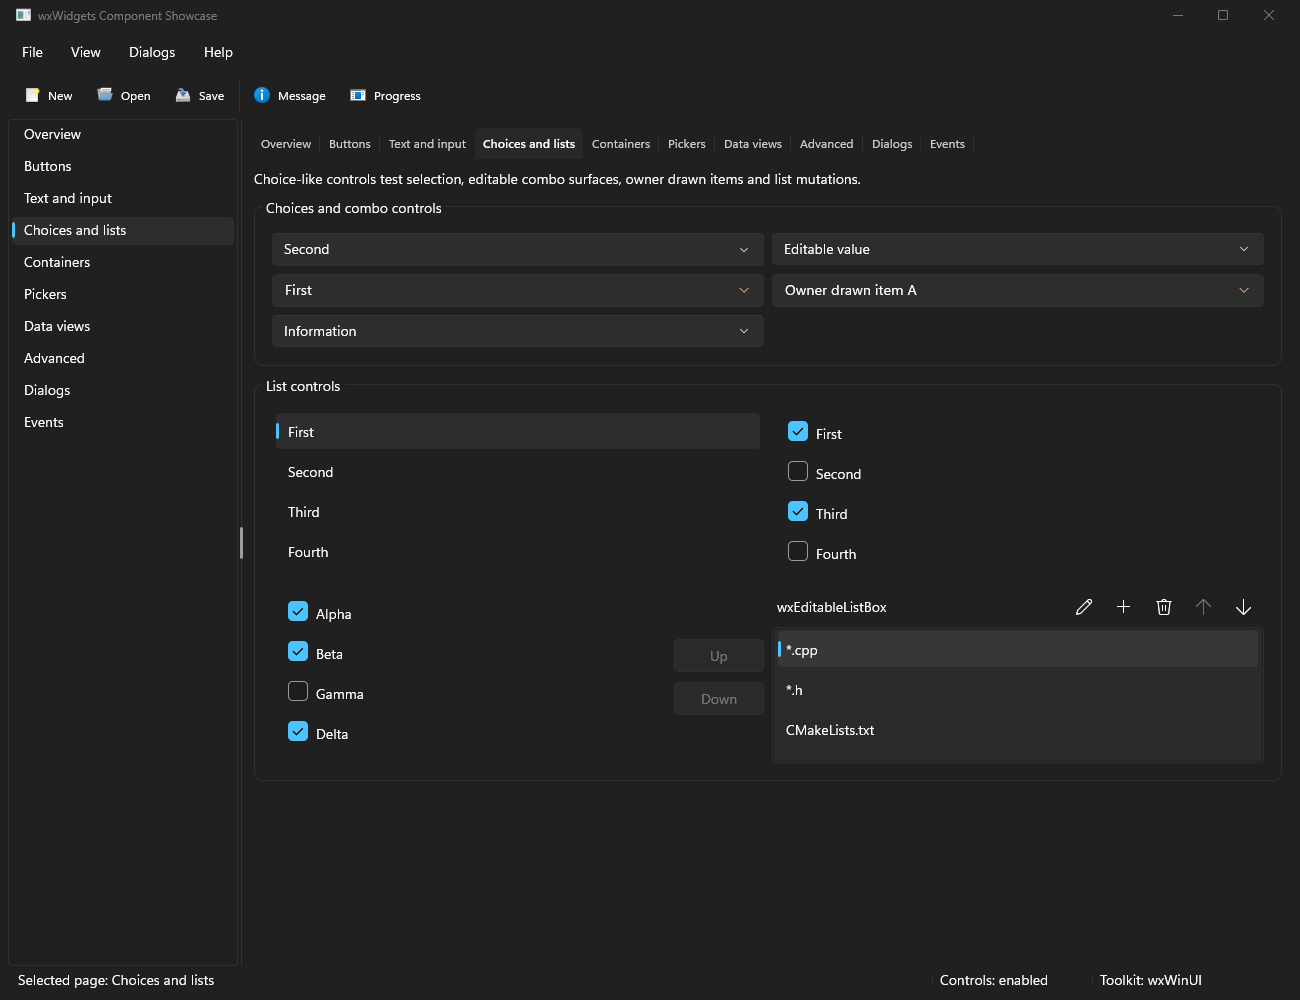 wxWidgets Component Showcase
File View Dialogs Help
New Open Save Message Progress
Overview
Buttons
Text and input
Choices and lists
Containers
Pickers
Data views
Advanced
Dialogs
Events
Overview Buttons Text and input Choices and lists Containers Pickers Data views Advanced Dialogs Events
Choice-like controls test selection, editable combo surfaces, owner drawn items and list mutations.
Choices and combo controls
Second Editable value
First Owner drawn item A
Information
List controls
First
Second
Third
Fourth
First
Second
Third
Fourth
Alpha
Beta
Gamma
Delta
Up
Down
wxEditableListBox
*.cpp
*.h
CMakeLists.txt
Selected page: Choices and lists Controls: enabled Toolkit: wxWinUI